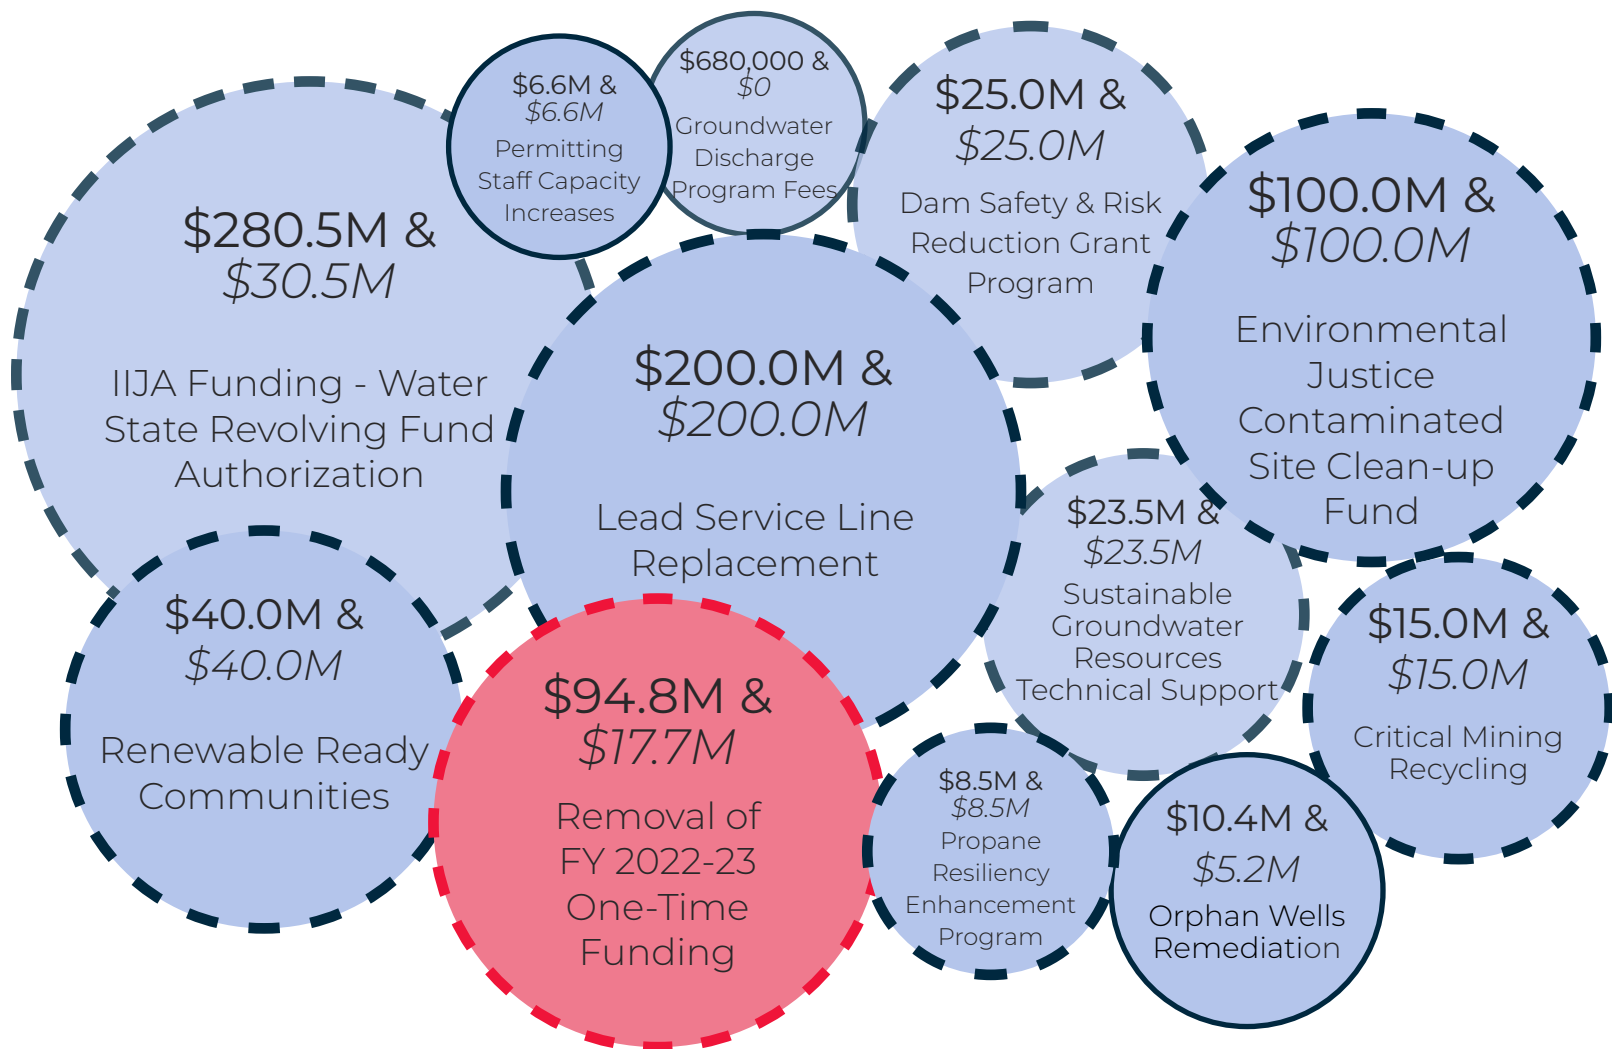 $6.6M &
$6.6M
Permitting
Staff Capacity
Increases
$680,000 &
$0
Groundwater
Discharge
Program Fees
$25.0M &
$25.0M
Dam Safety & Risk
Reduction Grant
Program
$100.0M &
$100.0M
Environmental
Justice
Contaminated
Site Clean-up
Fund
$280.5M &
$30.5M
IIJA Funding - Water
State Revolving Fund
Authorization
$200.0M &
$200.0M
Lead Service Line
Replacement
$23.5M &
$23.5M
Sustainable
Groundwater
Resources
Technical Support
$40.0M &
$40.0M
Renewable Ready
Communities
$94.8M &
$17.7M
Removal of
FY 2022-23
One-Time
Funding
$8.5M &
$8.5M
Propane
Resiliency
Enhancement
Program
$10.4M &
$5.2M
Orphan Wells
Remediation
$15.0M &
$15.0M
Critical Mining
Recycling